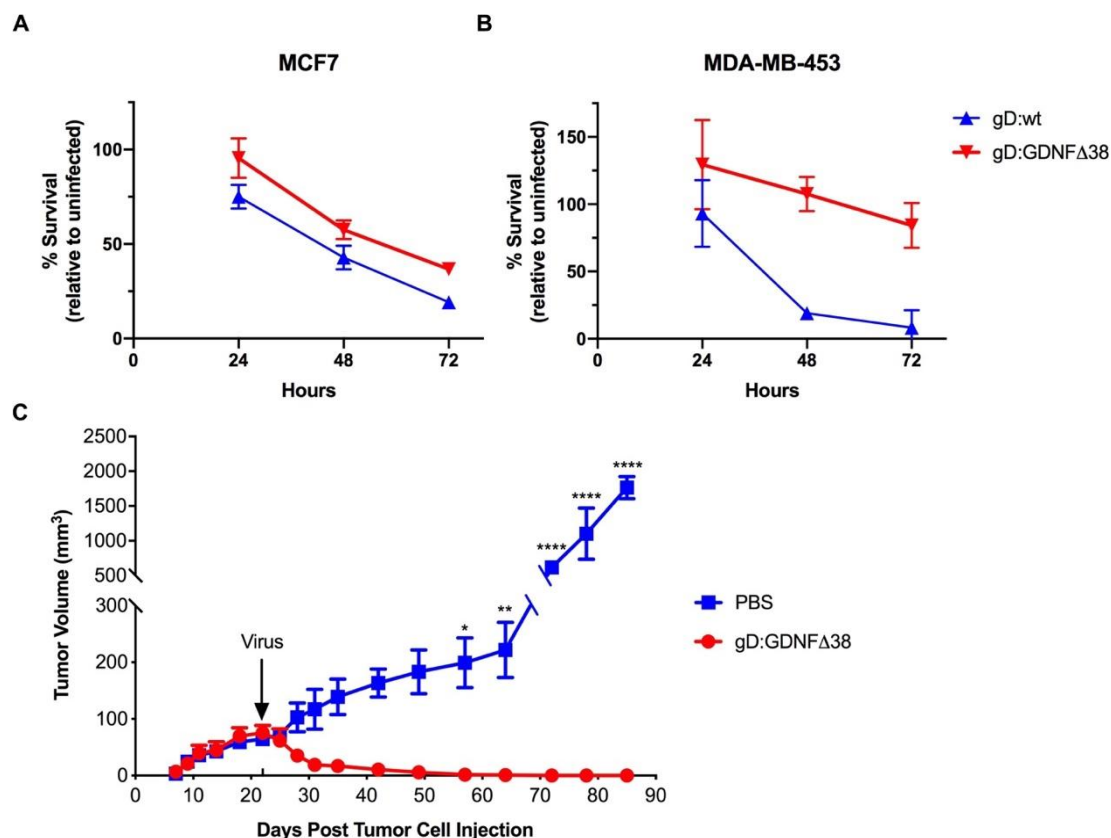 A
B
MCF7
MDA-MB-453
% Survival
(relative to uninfected)
100
50
0
0
24
48
72
Hours
% Survival
(relative to uninfected)
150
100
50
0
0
24
48
72
Hours
gD:wt
gD:GDNFΔ38
C
Tumor Volume (mm³)
2500
2000
1500
1000
500
300
200
100
0
Virus
*
**
****
****
****
PBS
gD:GDNFΔ38
0
10
20
30
40
50
60
70
80
90
Days Post Tumor Cell Injection